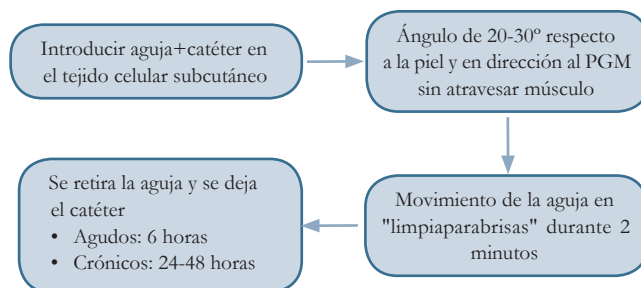 Introducir aguja+catéter en
el tejido celular subcutáneo
Ángulo de 20-30º respecto
a la piel y en dirección al PGM
sin atravesar músculo
Movimiento de la aguja en
"limpiaparabrisas" durante 2
minutos
Se retira la aguja y se deja
el catéter
• Agudos: 6 horas
• Crónicos: 24-48 horas